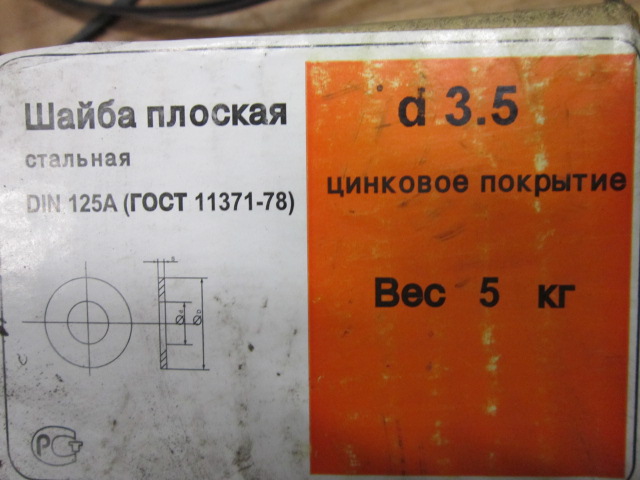 Шайба плоская
стальная
DIN 125A (ГОСТ 11371-78)
d 3.5
цинковое покрытие
Вес 5 кг